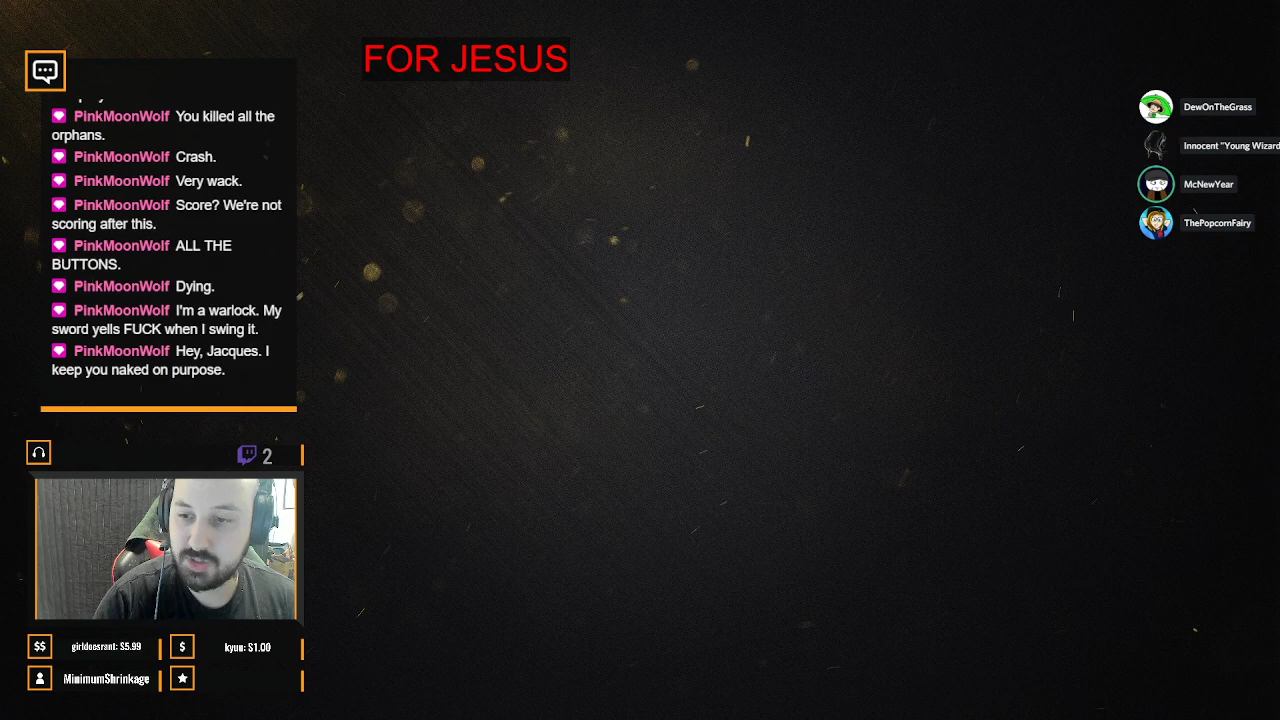 FOR JESUS
PinkMoonWolf You killed all the
orphans.
PinkMoonWolf Crash.
PinkMoonWolf Very wack.
PinkMoonWolf Score? We're not
scoring after this.
PinkMoonWolf ALL THE
BUTTONS.
PinkMoonWolf Dying.
PinkMoonWolf I'm a warlock. My
sword yells FUCK when I swing it.
PinkMoonWolf Hey, Jacques. I
keep you naked on purpose.
2
$$ girldoesrant: $5.99
$ kyuu: $1.00
MinimumShrinkage
DewOnTheGrass
Innocent "Young Wizard
McNewYear
ThePopcornFairy